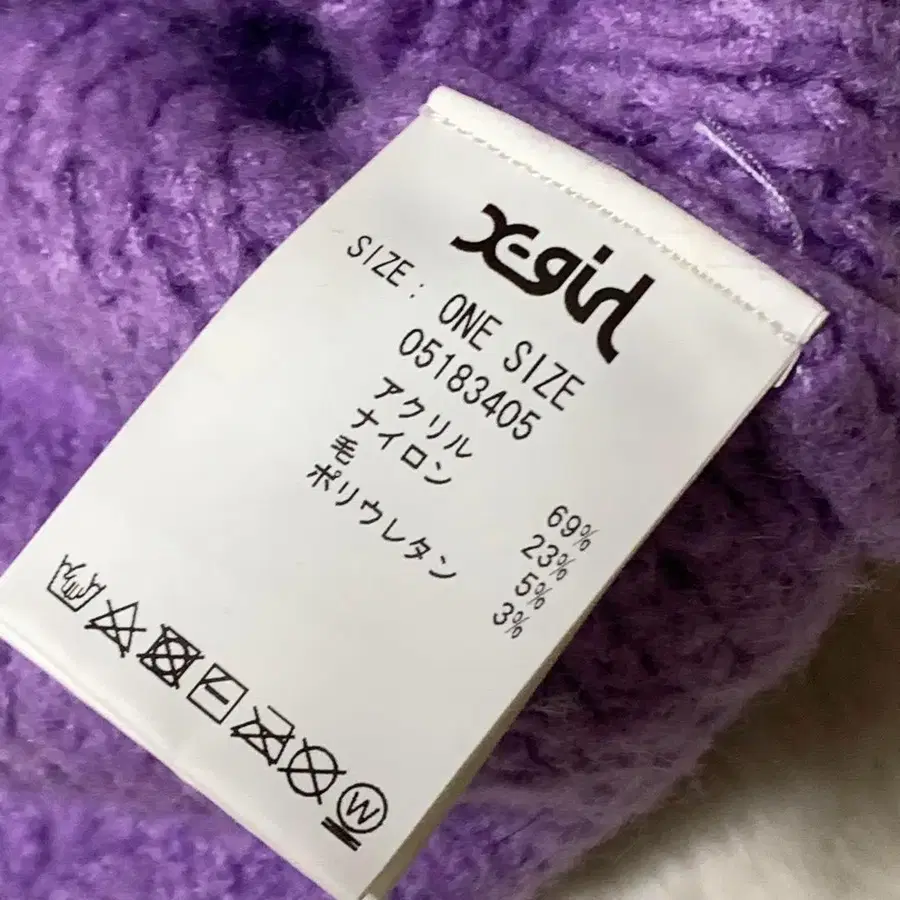 X-girl
SIZE: ONE SIZE
05183405
アクリル 69%
ナイロン 23%
毛 5%
ポリウレタン 3%
W